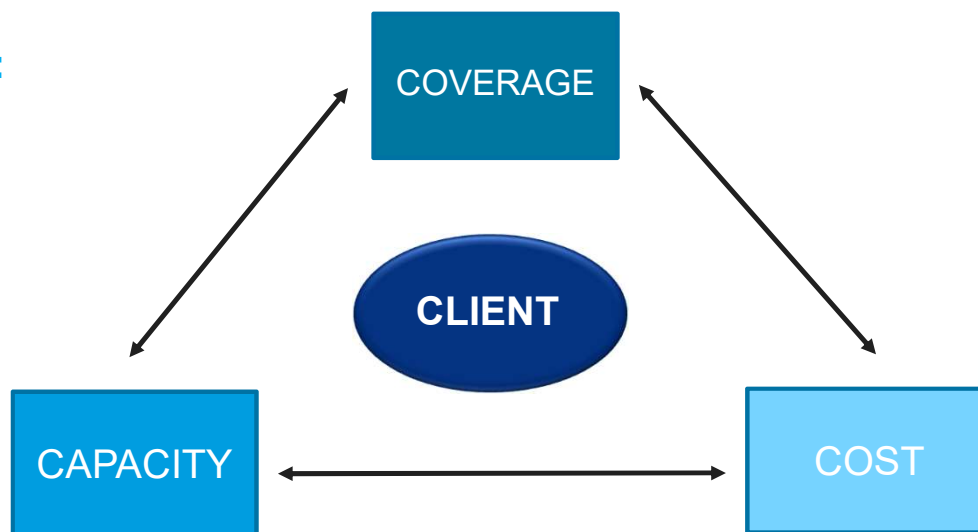 :
COVERAGE
CLIENT
CAPACITY
COST